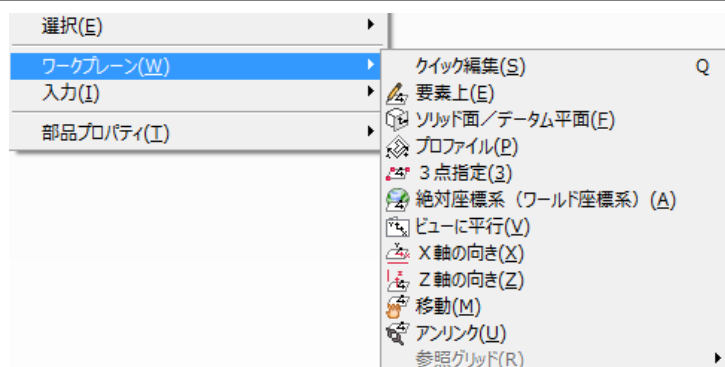 選択(E)
ワークプレーン(W)
入力(I)
部品プロパティ(T)
クイック編集(S) Q
要素上(E)
ソリッド面／データム平面(F)
プロファイル(P)
３点指定(3)
絶対座標系（ワールド座標系）(A)
ビューに平行(V)
X軸の向き(X)
Z軸の向き(Z)
移動(M)
アンリンク(U)
参照グリッド(R)